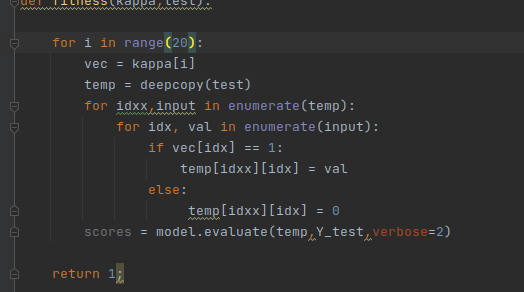 def fitness(kappa,test):
for i in range(20):
vec = kappa[i]
temp = deepcopy(test)
for idxx,input in enumerate(temp):
for idx, val in enumerate(input):
if vec[idx] == 1:
temp[idxx][idx] = val
else:
temp[idxx][idx] = 0
scores = model.evaluate(temp,Y_test,verbose=2)
return 1;